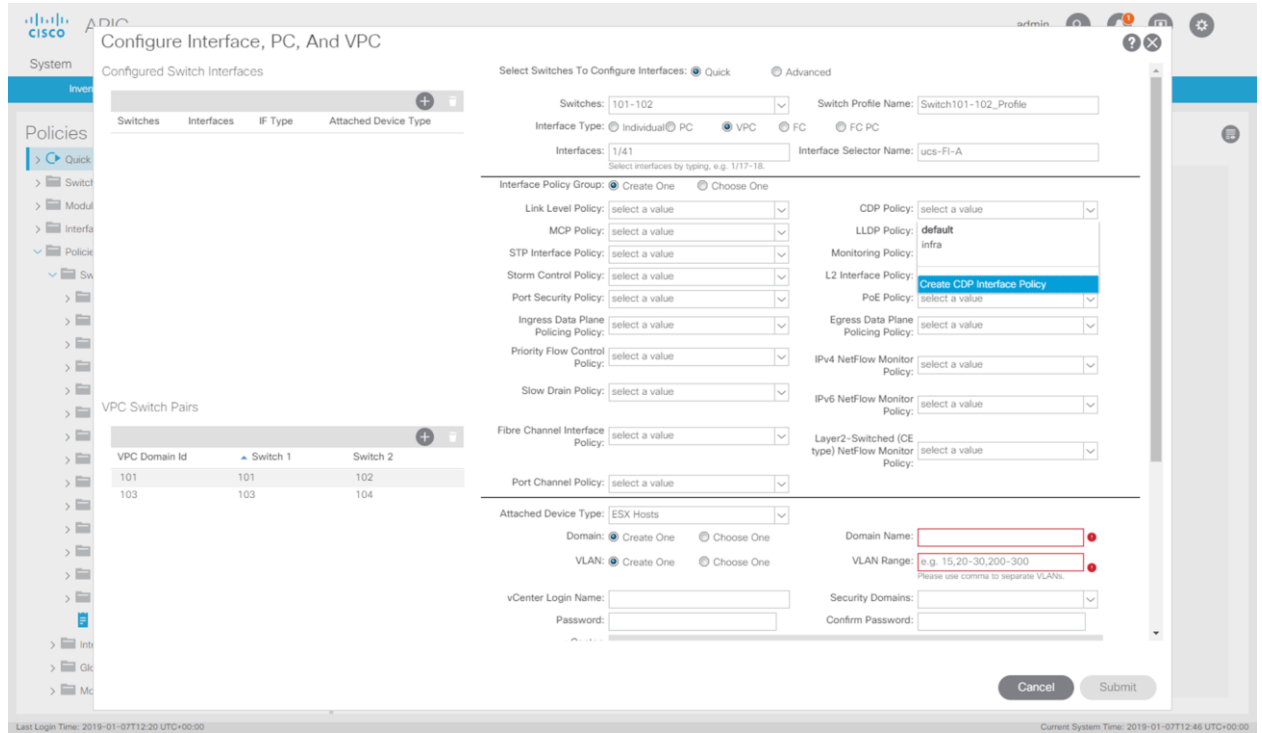 cisco
APIC
admin
1
System
Configure Interface, PC, And VPC
Configured Switch Interfaces
Switches Interfaces IF Type Attached Device Type
VPC Switch Pairs
VPC Domain Id Switch 1 Switch 2
101 101 102
103 103 104
Select Switches To Configure Interfaces: Quick Advanced
Switches: 101-102 Switch Profile Name: Switch101-102_Profile
Interface Type: Individual PC VPC FC FC PC
Interfaces: 1/41 Interface Selector Name: ucs-FI-A
Select interfaces by typing, e.g. 1/17-18.
Interface Policy Group: Create One Choose One
Link Level Policy: select a value CDP Policy: select a value
MCP Policy: select a value LLDP Policy: default
infra
STP Interface Policy: select a value Monitoring Policy:
Storm Control Policy: select a value L2 Interface Policy: Create CDP Interface Policy
Port Security Policy: select a value PoE Policy: select a value
Ingress Data Plane Policing Policy: select a value Egress Data Plane Policing Policy: select a value
Priority Flow Control Policy: select a value IPv4 NetFlow Monitor Policy: select a value
Slow Drain Policy: select a value IPv6 NetFlow Monitor Policy: select a value
Fibre Channel Interface Policy: select a value Layer2-Switched (CE type) NetFlow Monitor Policy: select a value
Port Channel Policy: select a value
Attached Device Type: ESX Hosts
Domain: Create One Choose One Domain Name:
VLAN: Create One Choose One VLAN Range: e.g. 15,20-30,200-300
Please use comma to separate VLANs.
vCenter Login Name: Security Domains:
Password: Confirm Password:
Cancel Submit
Inven
Policies
Quick
Switch
Modul
Interfa
Policie
Sw
Inte
Glo
Mo
Last Login Time: 2019-01-07T12:20 UTC+00:00
Current System Time: 2019-01-07T12:46 UTC+00:00